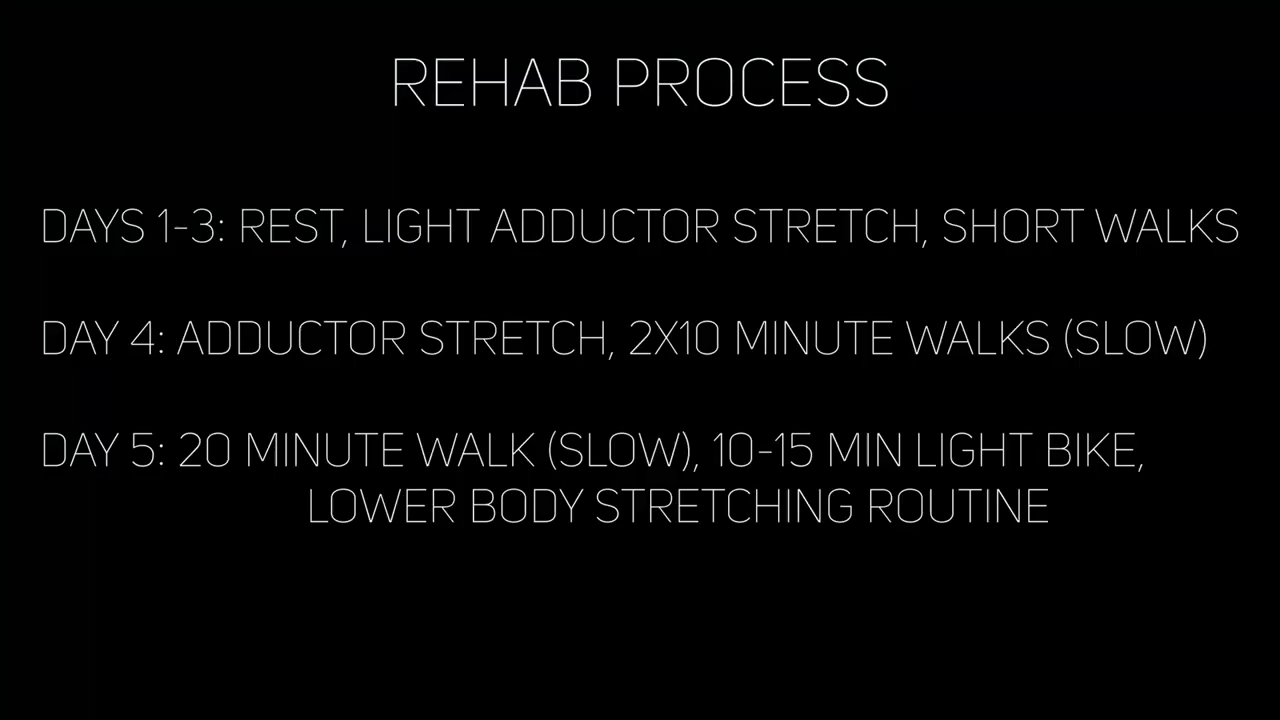 REHAB PROCESS
DAYS 1-3: REST, LIGHT ADDUCTOR STRETCH, SHORT WALKS
DAY 4: ADDUCTOR STRETCH, 2X10 MINUTE WALKS (SLOW)
DAY 5: 20 MINUTE WALK (SLOW), 10-15 MIN LIGHT BIKE,
LOWER BODY STRETCHING ROUTINE